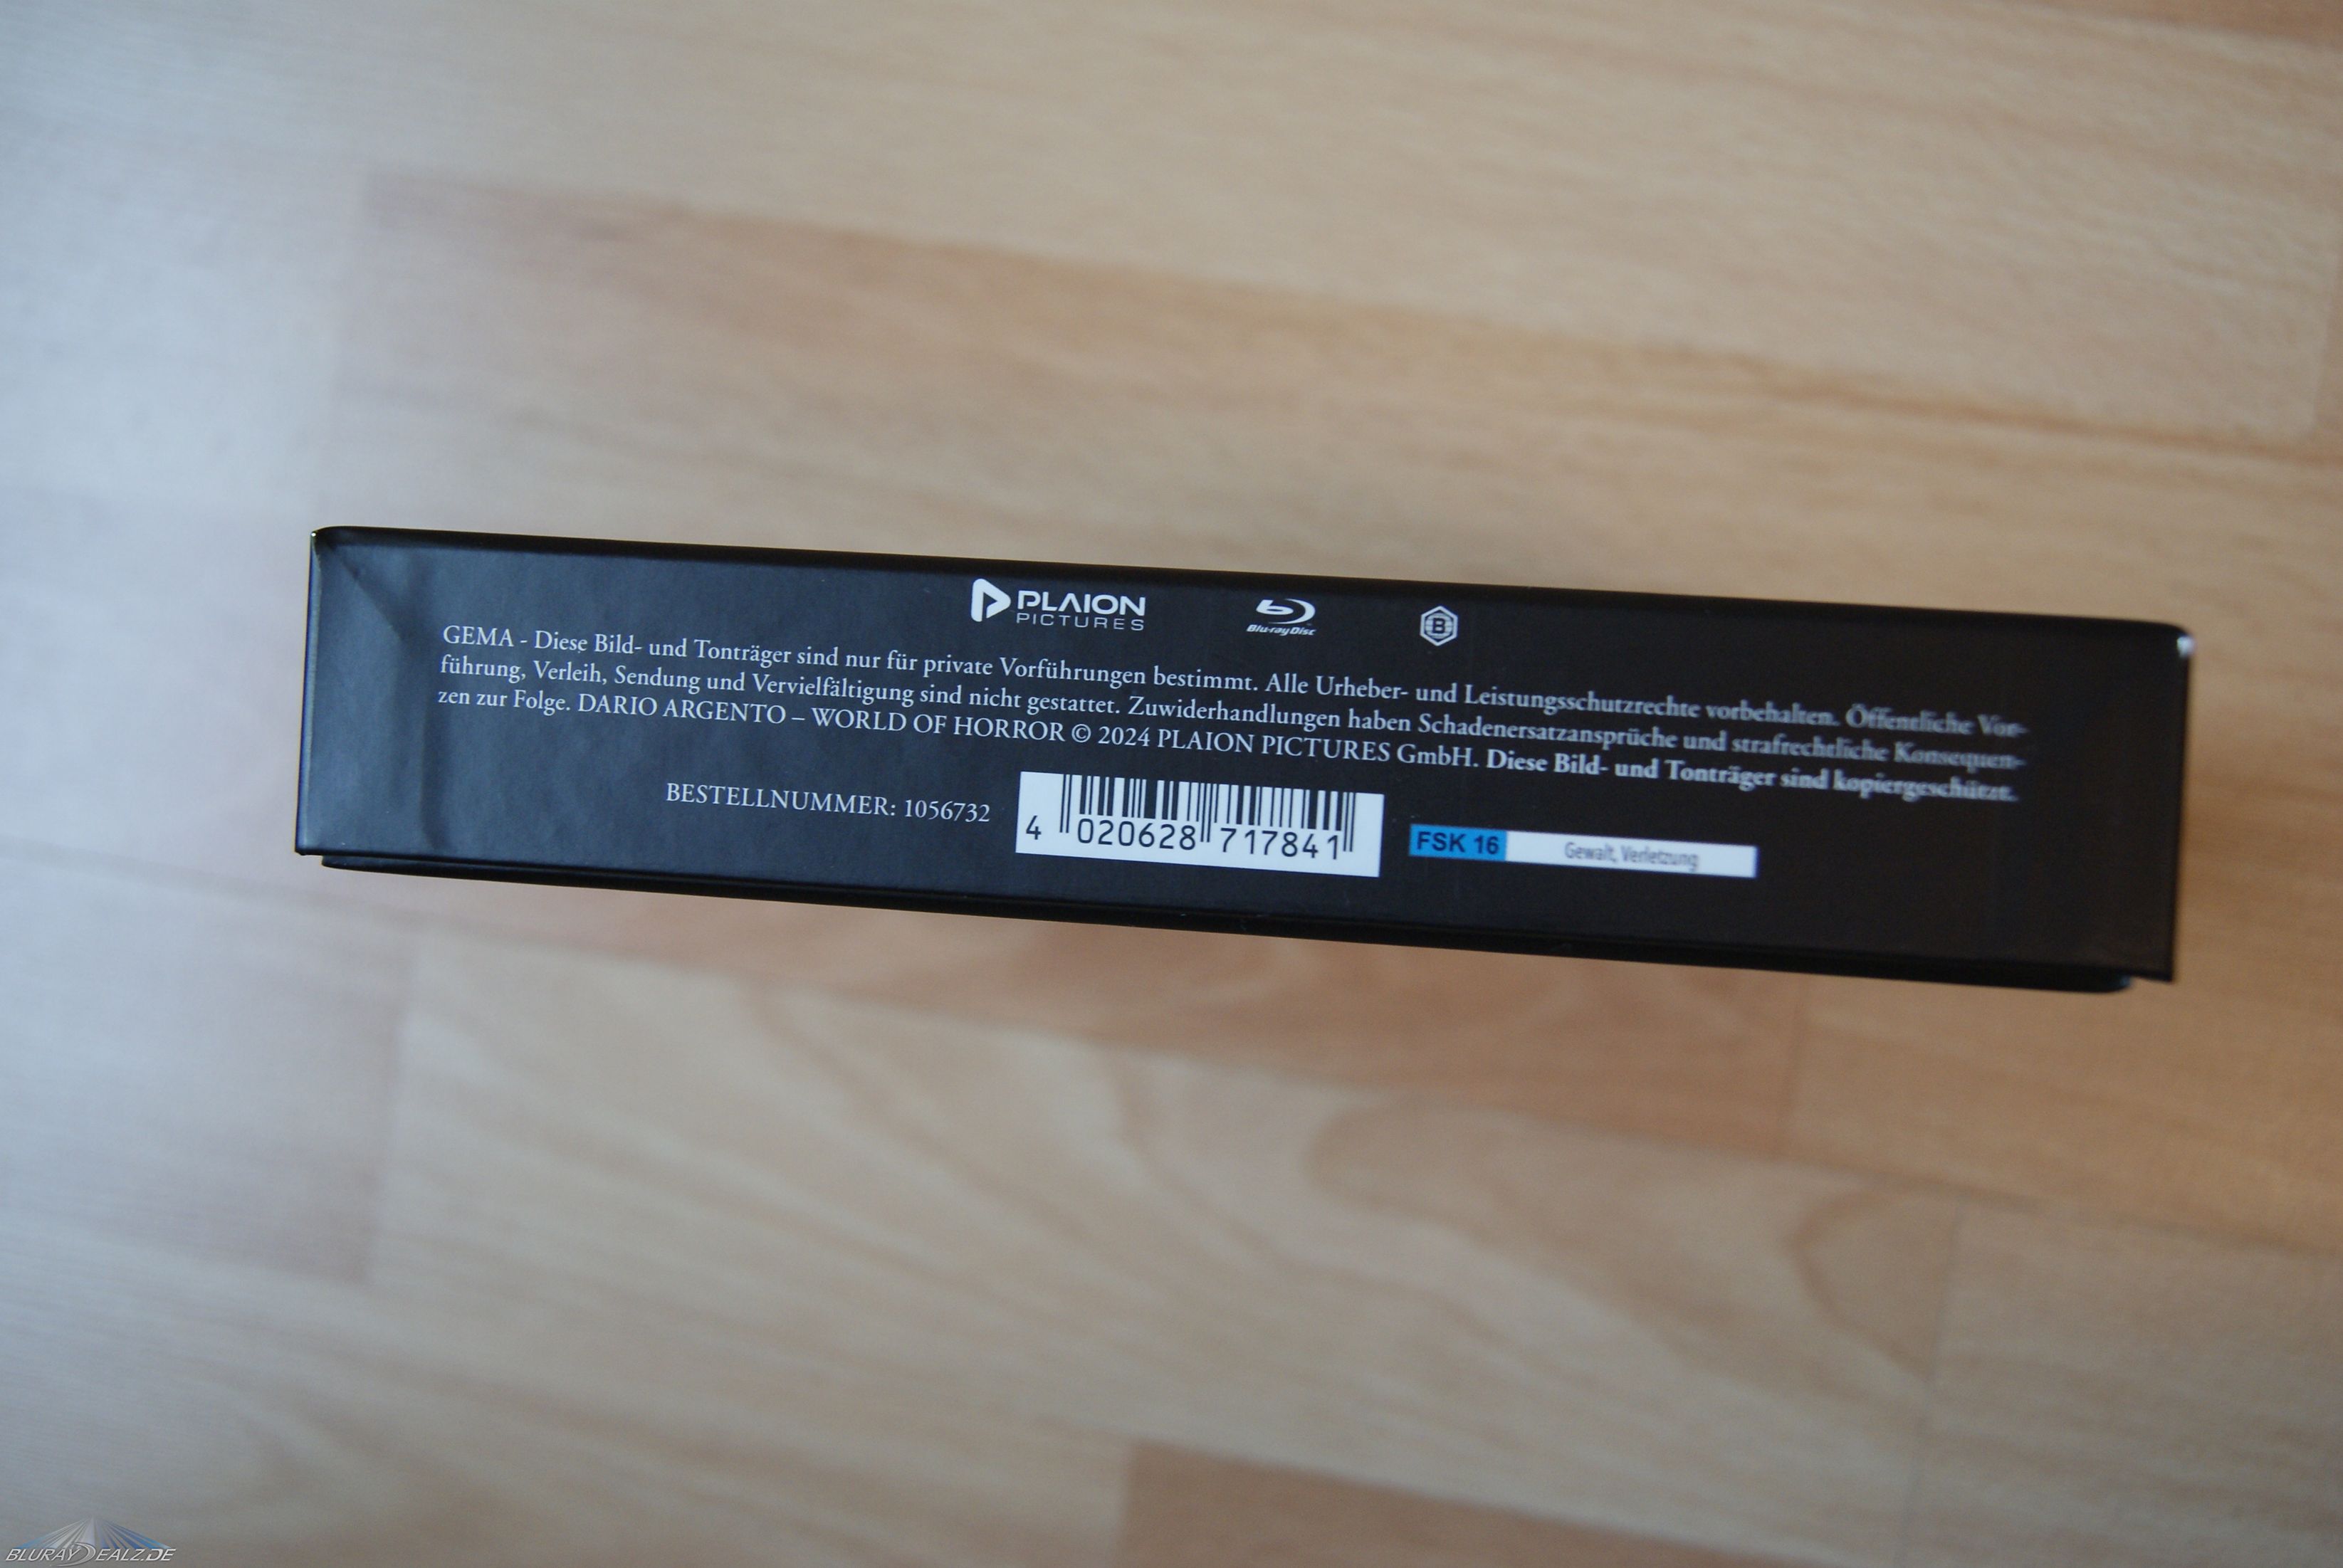 PLAION
PICTURES
Blu-ray Disc
B
GEMA - Diese Bild- und Tonträger sind nur für private Vorführungen bestimmt. Alle Urheber- und Leistungsschutzrechte vorbehalten. Öffentliche Vor-
führung, Verleih, Sendung und Vervielfältigung sind nicht gestattet. Zuwiderhandlungen haben Schadenersatzansprüche und strafrechtliche Konsequen-
zen zur Folge. DARIO ARGENTO – WORLD OF HORROR © 2024 PLAION PICTURES GmbH. Diese Bild- und Tonträger sind kopiergeschützt.
BESTELLNUMMER: 1056732
4 020628 717841
FSK 16
Gewalt, Verletzung
BLURAYDEALZ.DE